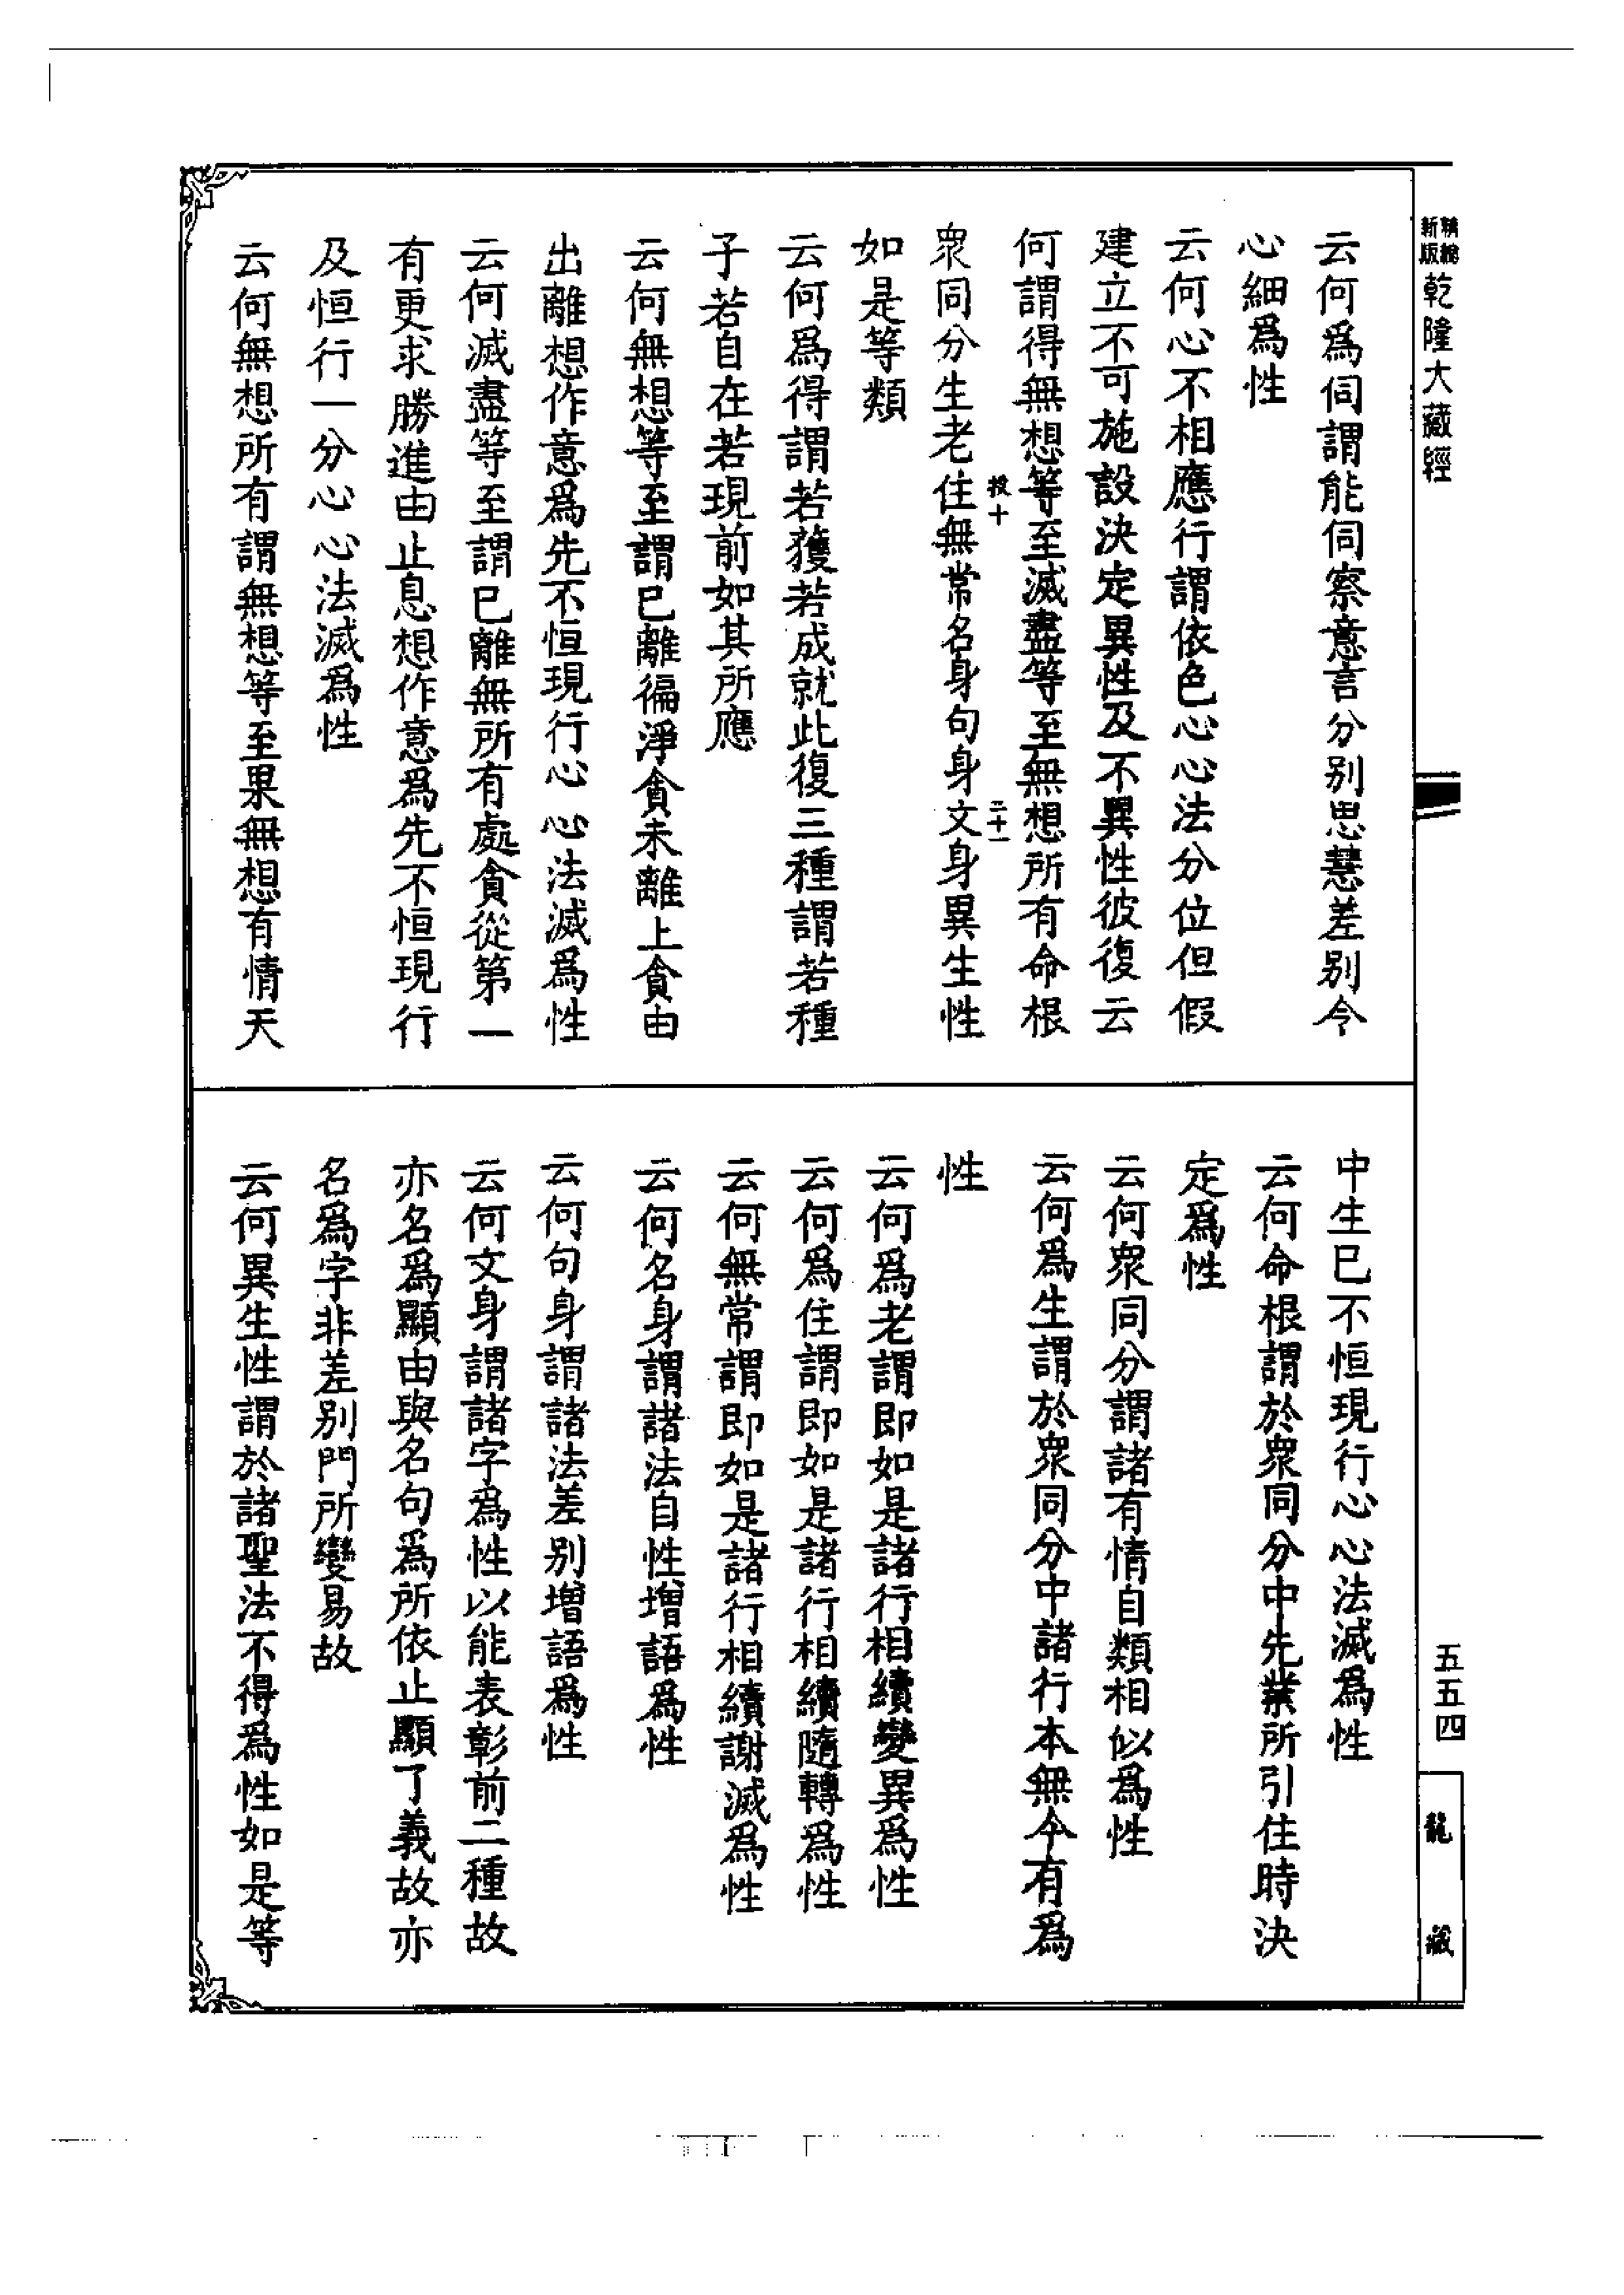 新版精編
乾隆大藏經
云何爲伺謂能伺察意言分別思慧差別令
心細爲性
云何心不相應行謂依色心心法分位但假
建立不可施設決定異性及不異性彼復云
何謂得無想等至滅盡等至無想所有命根
投十 二十一
衆同分生老住無常名身句身文身異生性
如是等類
云何爲得謂若獲若成就此復三種謂若種
子若自在若現前如其所應
云何無想等至謂已離徧淨貪未離上貪由
出離想作意爲先不恒現行心心法滅爲性
云何滅盡等至謂已離無所有處貪從第一
有更求勝進由止息想作意爲先不恒現行
及恒行一分心心法滅爲性
云何無想所有謂無想等至果無想有情天
中生已不恒現行心心法滅爲性
云何命根謂於衆同分中先業所引住時決
定爲性
云何衆同分謂諸有情自類相似爲性
云何爲生謂於衆同分中諸行本無今有爲
性
云何爲老謂即如是諸行相續變異爲性
云何爲住謂即如是諸行相續隨轉爲性
云何無常謂即如是諸行相續謝滅爲性
云何名身謂諸法自性增語爲性
云何句身謂諸法差別增語爲性
云何文身謂諸字爲性以能表彰前二種故
亦名爲顯由與名句爲所依止顯了義故亦
名爲字非差別門所變易故
云何異生性謂於諸聖法不得爲性如是等
五五四
龍藏